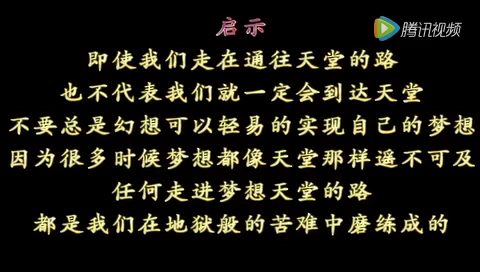 启示
腾讯视频
即使我们走在通往天堂的路
也不代表我们就一定会到达天堂
不要总是幻想可以轻易的实现自己的梦想
因为很多时候梦想都像天堂那样遥不可及
任何走进梦想天堂的路
都是我们在地狱般的苦难中磨练成的